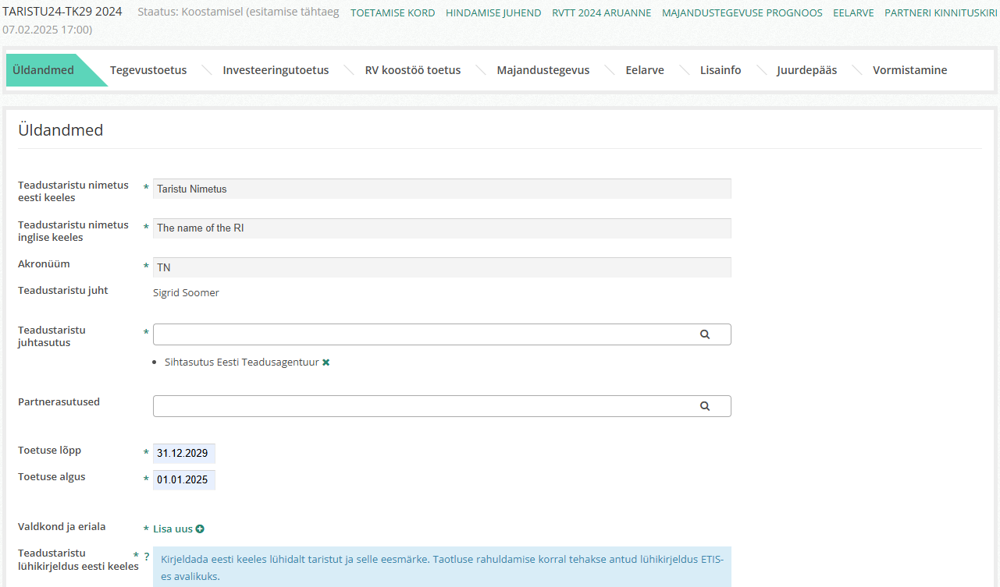 TARISTU24-TK29 2024 Staatus: Koostamisel (esitamise tähtaeg 07.02.2025 17:00)
TOETAMISE KORD HINDAMISE JUHEND RVTT 2024 ARUANNE MAJANDUSTEGEVUSE PROGNOOS EELARVE PARTNERI KINNITUSKIRI
Üldandmed Tegevustoetus Investeeringutoetus RV koostöö toetus Majandustegevus Eelarve Lisainfo Juurdepääs Vormistamine
Üldandmed
Teadustaristu nimetus
eesti keeles
* Taristu Nimetus
Teadustaristu nimetus
inglise keeles
* The name of the RI
Akronüüm * TN
Teadustaristu juht Sigrid Soomer
Teadustaristu
juhtasutus
*
• Sihtasutus Eesti Teadusagentuur
Partnerasutused
Toetuse lõpp * 31.12.2029
Toetuse algus * 01.01.2025
Valdkond ja eriala * Lisa uus
Teadustaristu
lühikirjeldus eesti keeles
* ?
Kirjeldada eesti keeles lühidalt taristut ja selle eesmärke. Taotluse rahuldamise korral tehakse antud lühikirjeldus ETIS-
es avalikuks.